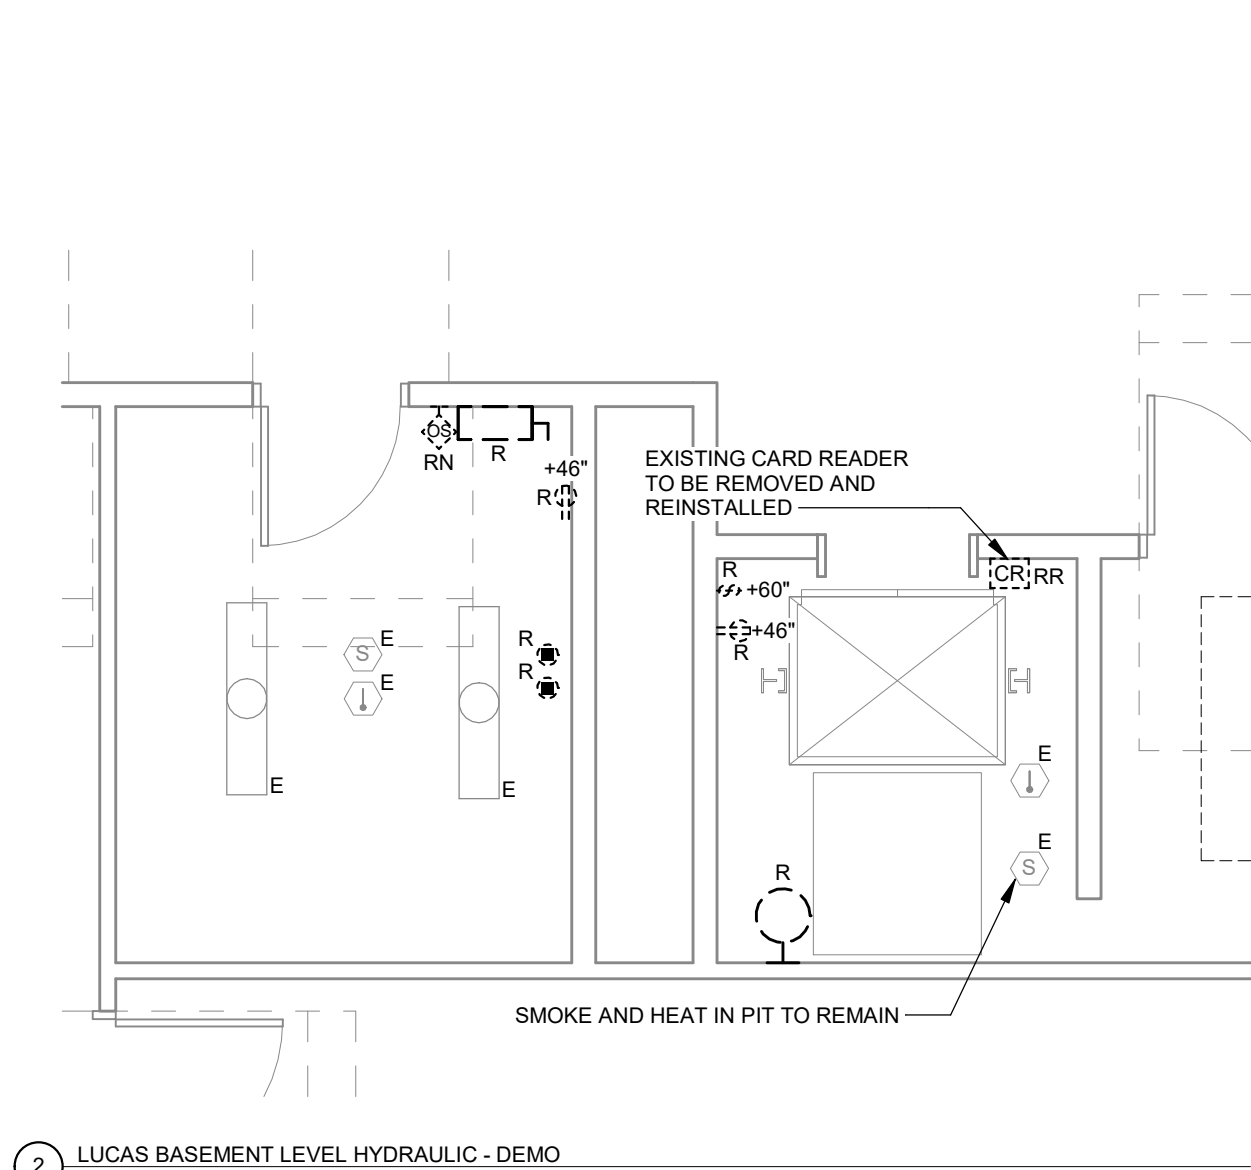 OS
RN
R
+46"
R
EXISTING CARD READER
TO BE REMOVED AND
REINSTALLED
CR RR
R
+60"
+46"
R
S E
E
R
R
E
E
E
E
S
R
SMOKE AND HEAT IN PIT TO REMAIN
2 LUCAS BASEMENT LEVEL HYDRAULIC - DEMO